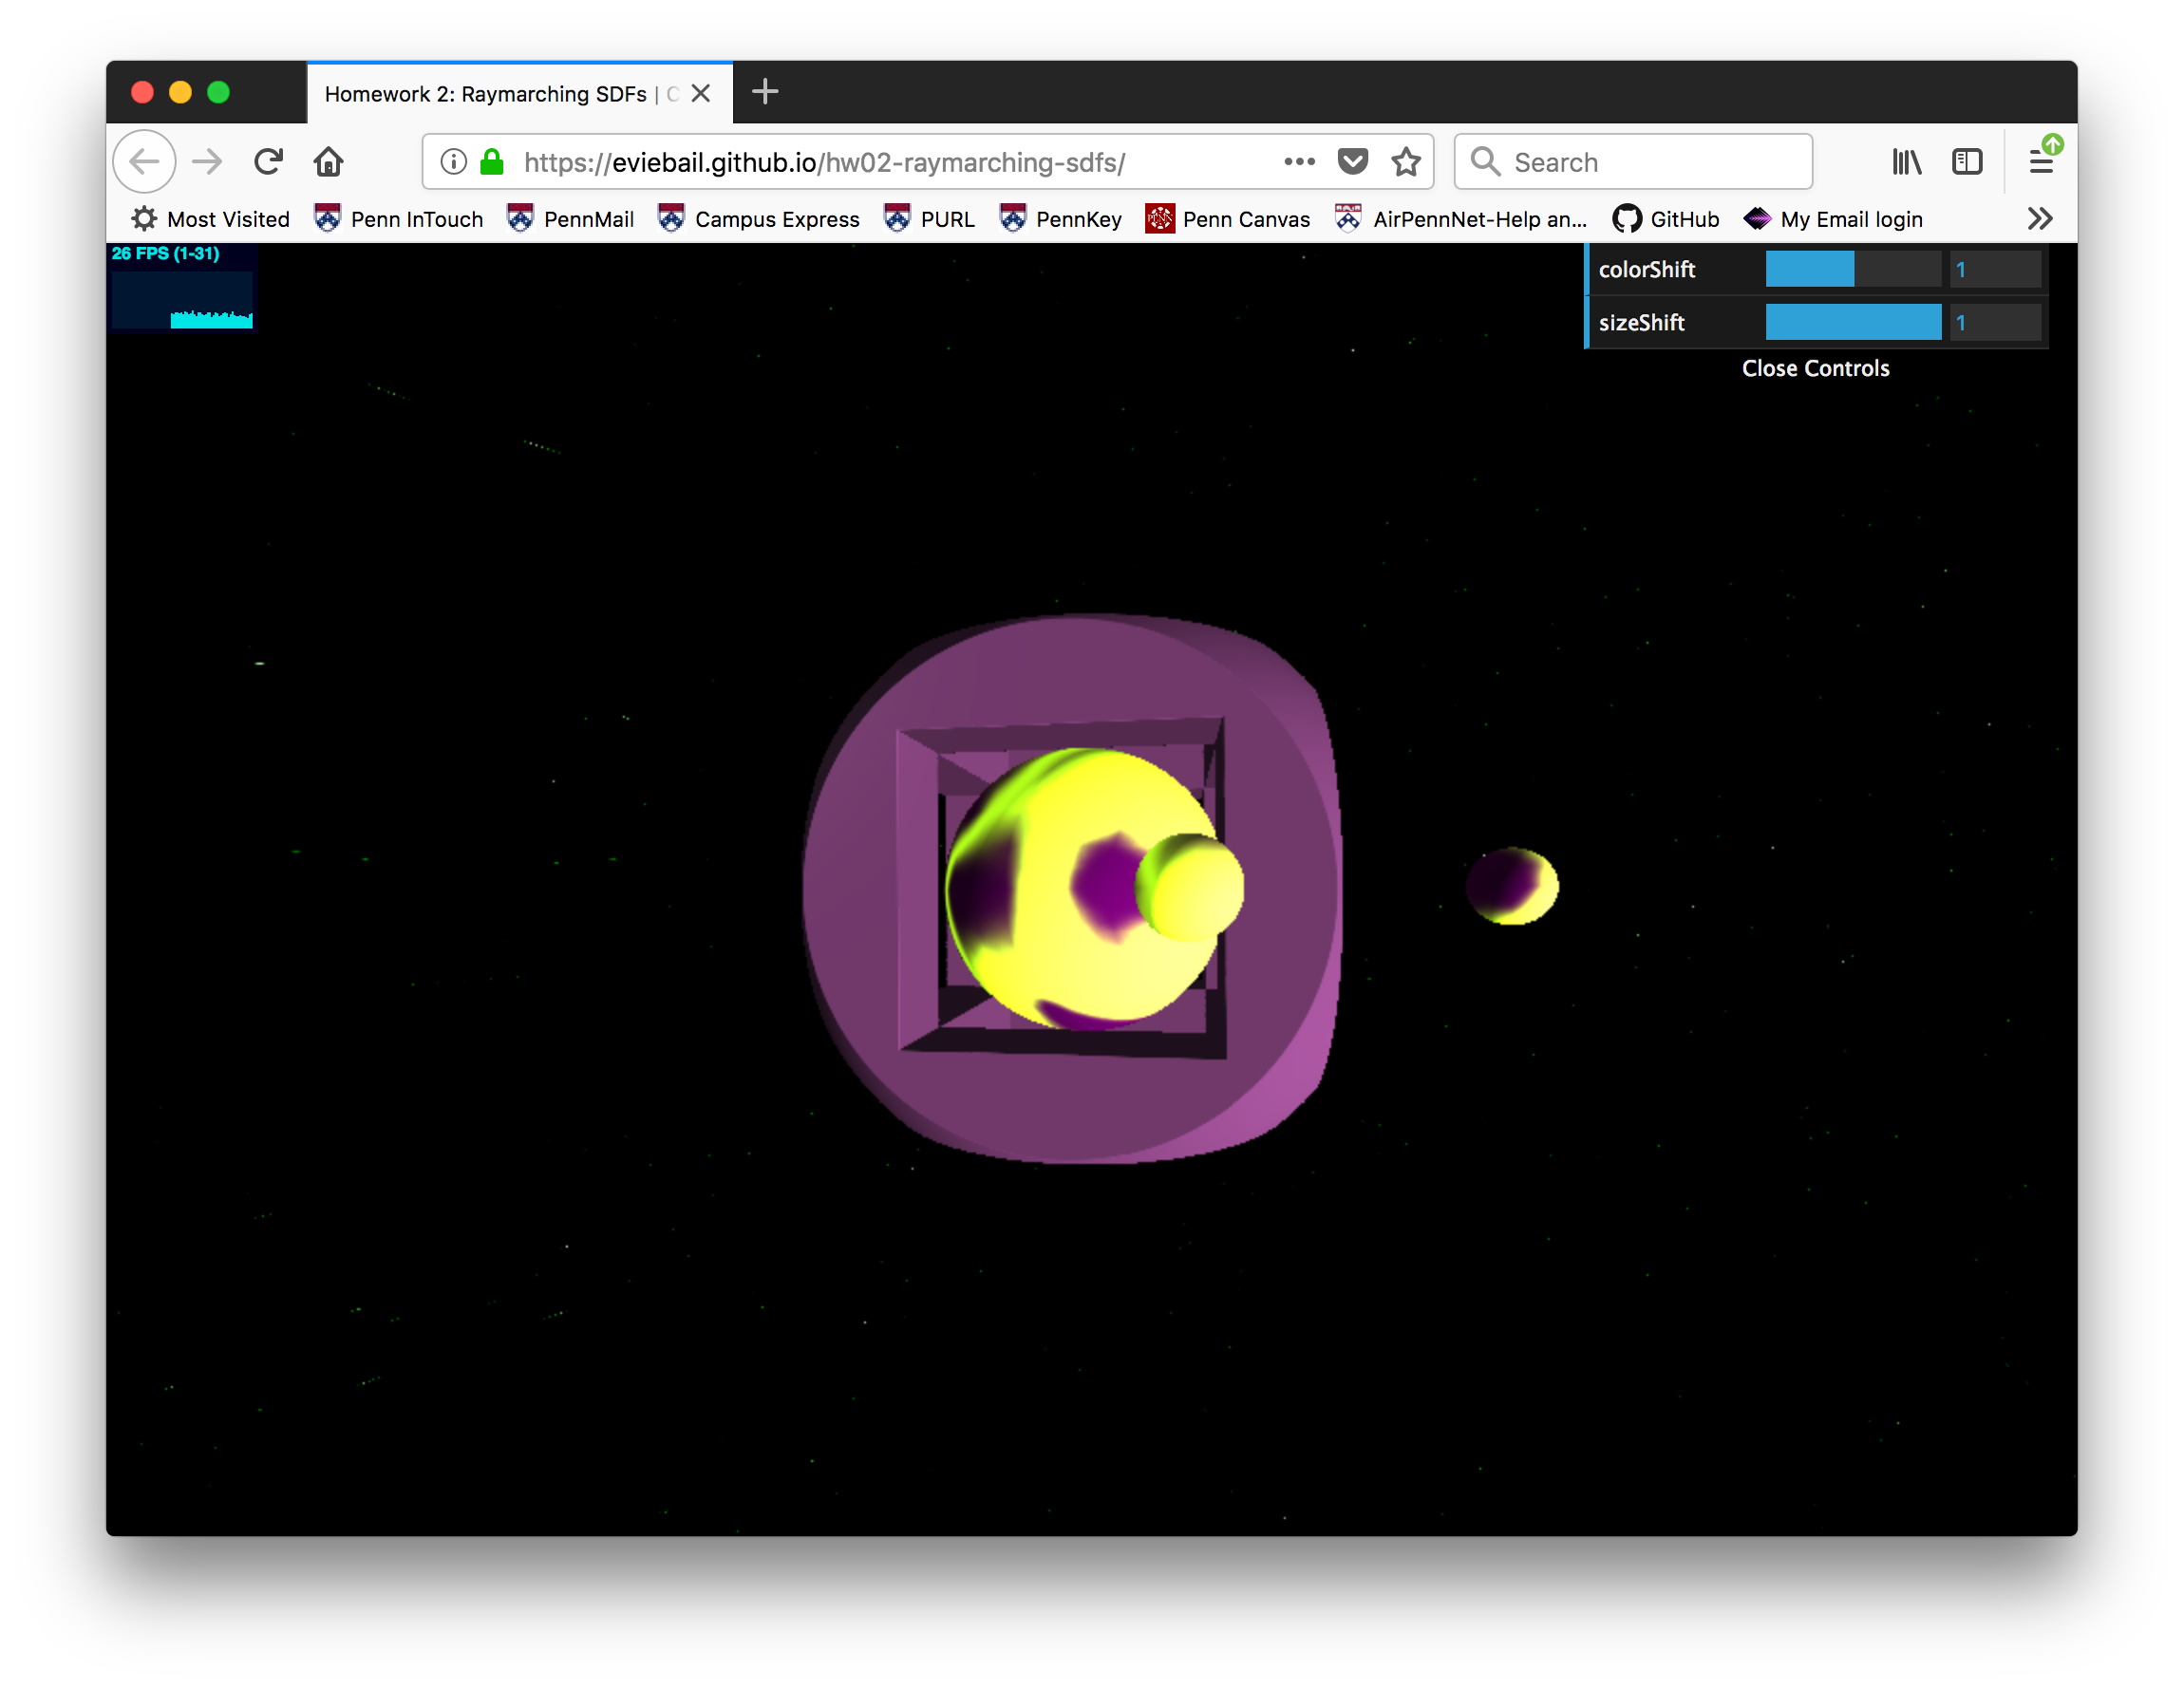 Homework 2: Raymarching SDFs | C
https://eviebail.github.io/hw02-raymarching-sdfs/
Search
Most Visited Penn InTouch PennMail Campus Express PURL PennKey Penn Canvas AirPennNet-Help an... GitHub My Email login
26 FPS (1-31)
colorShift 1
sizeShift 1
Close Controls